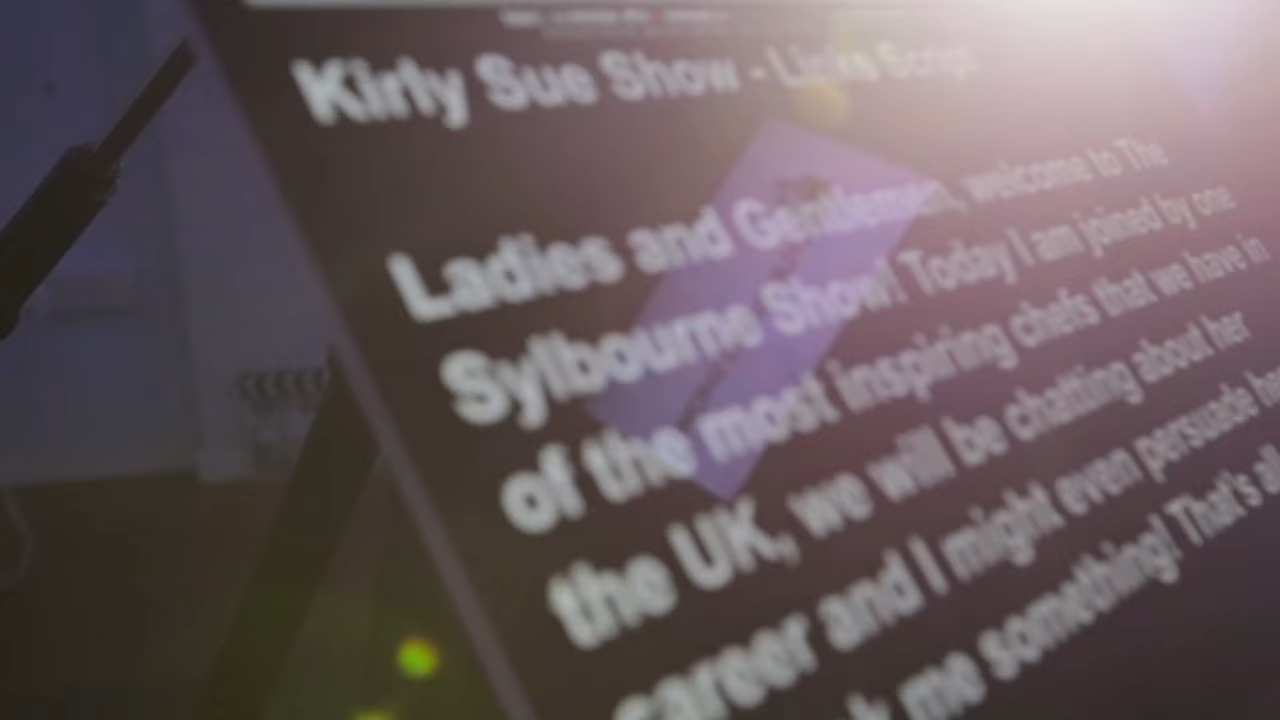 Kirly Sue Show - Links Script
Ladies and Gentlemen, welcome to The
Sylbourne Show! Today I am joined by one
of the most inspiring chefs that we have in
the UK, we will be chatting about her
career and I might even persuade
me something! That's